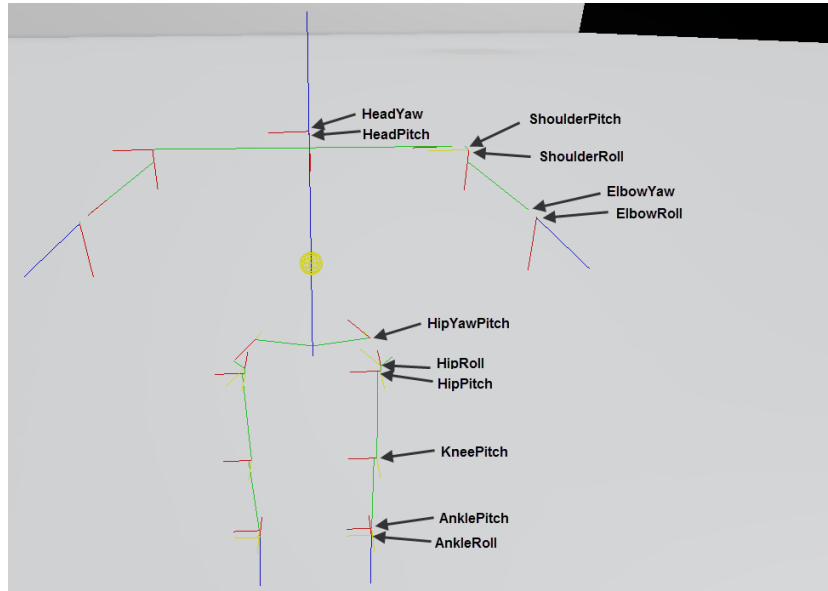 HeadYaw
HeadPitch
ShoulderPitch
ShoulderRoll
ElbowYaw
ElbowRoll
HipYawPitch
HipRoll
HipPitch
KneePitch
AnklePitch
AnkleRoll